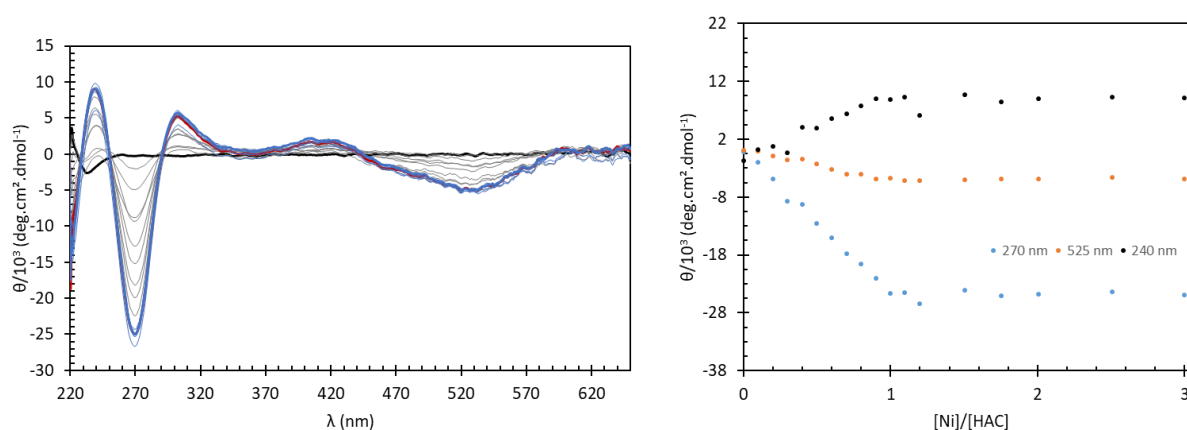 15
10
5
0
-5
-10
-15
-20
-25
-30
θ/10³ (deg.cm².dmol⁻¹)
220 270 320 370 420 470 520 570 620
λ (nm)
22
12
2
-8
-18
-28
-38
θ/10³ (deg.cm².dmol⁻¹)
270 nm 525 nm 240 nm
0 1 2 3
[Ni]/[HAC]